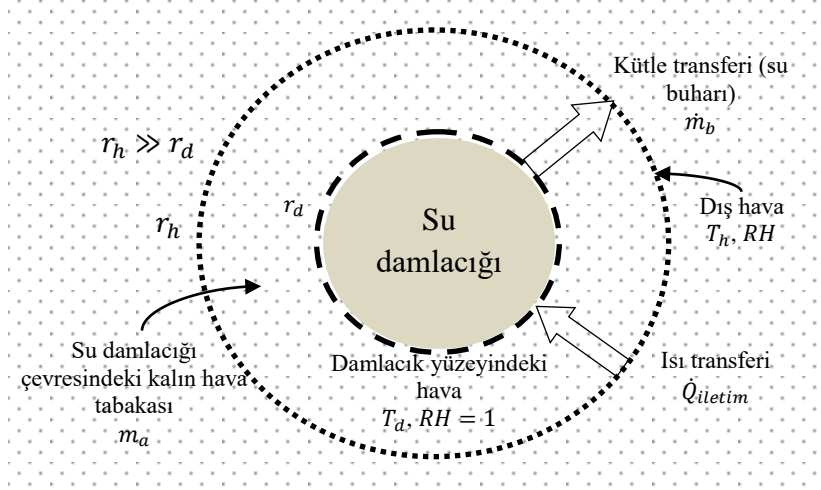 Kütle transferi (su
buharı)
ṁ_b
r_h ≫ r_d
r_h
r_d
Su
damlacığı
Dış hava
T_h, RH
Su damlacığı
çevresindeki kalın hava
tabakası
m_a
Damlacık yüzeyindeki
hava
T_d, RH = 1
Isı transferi
Q̇_iletim